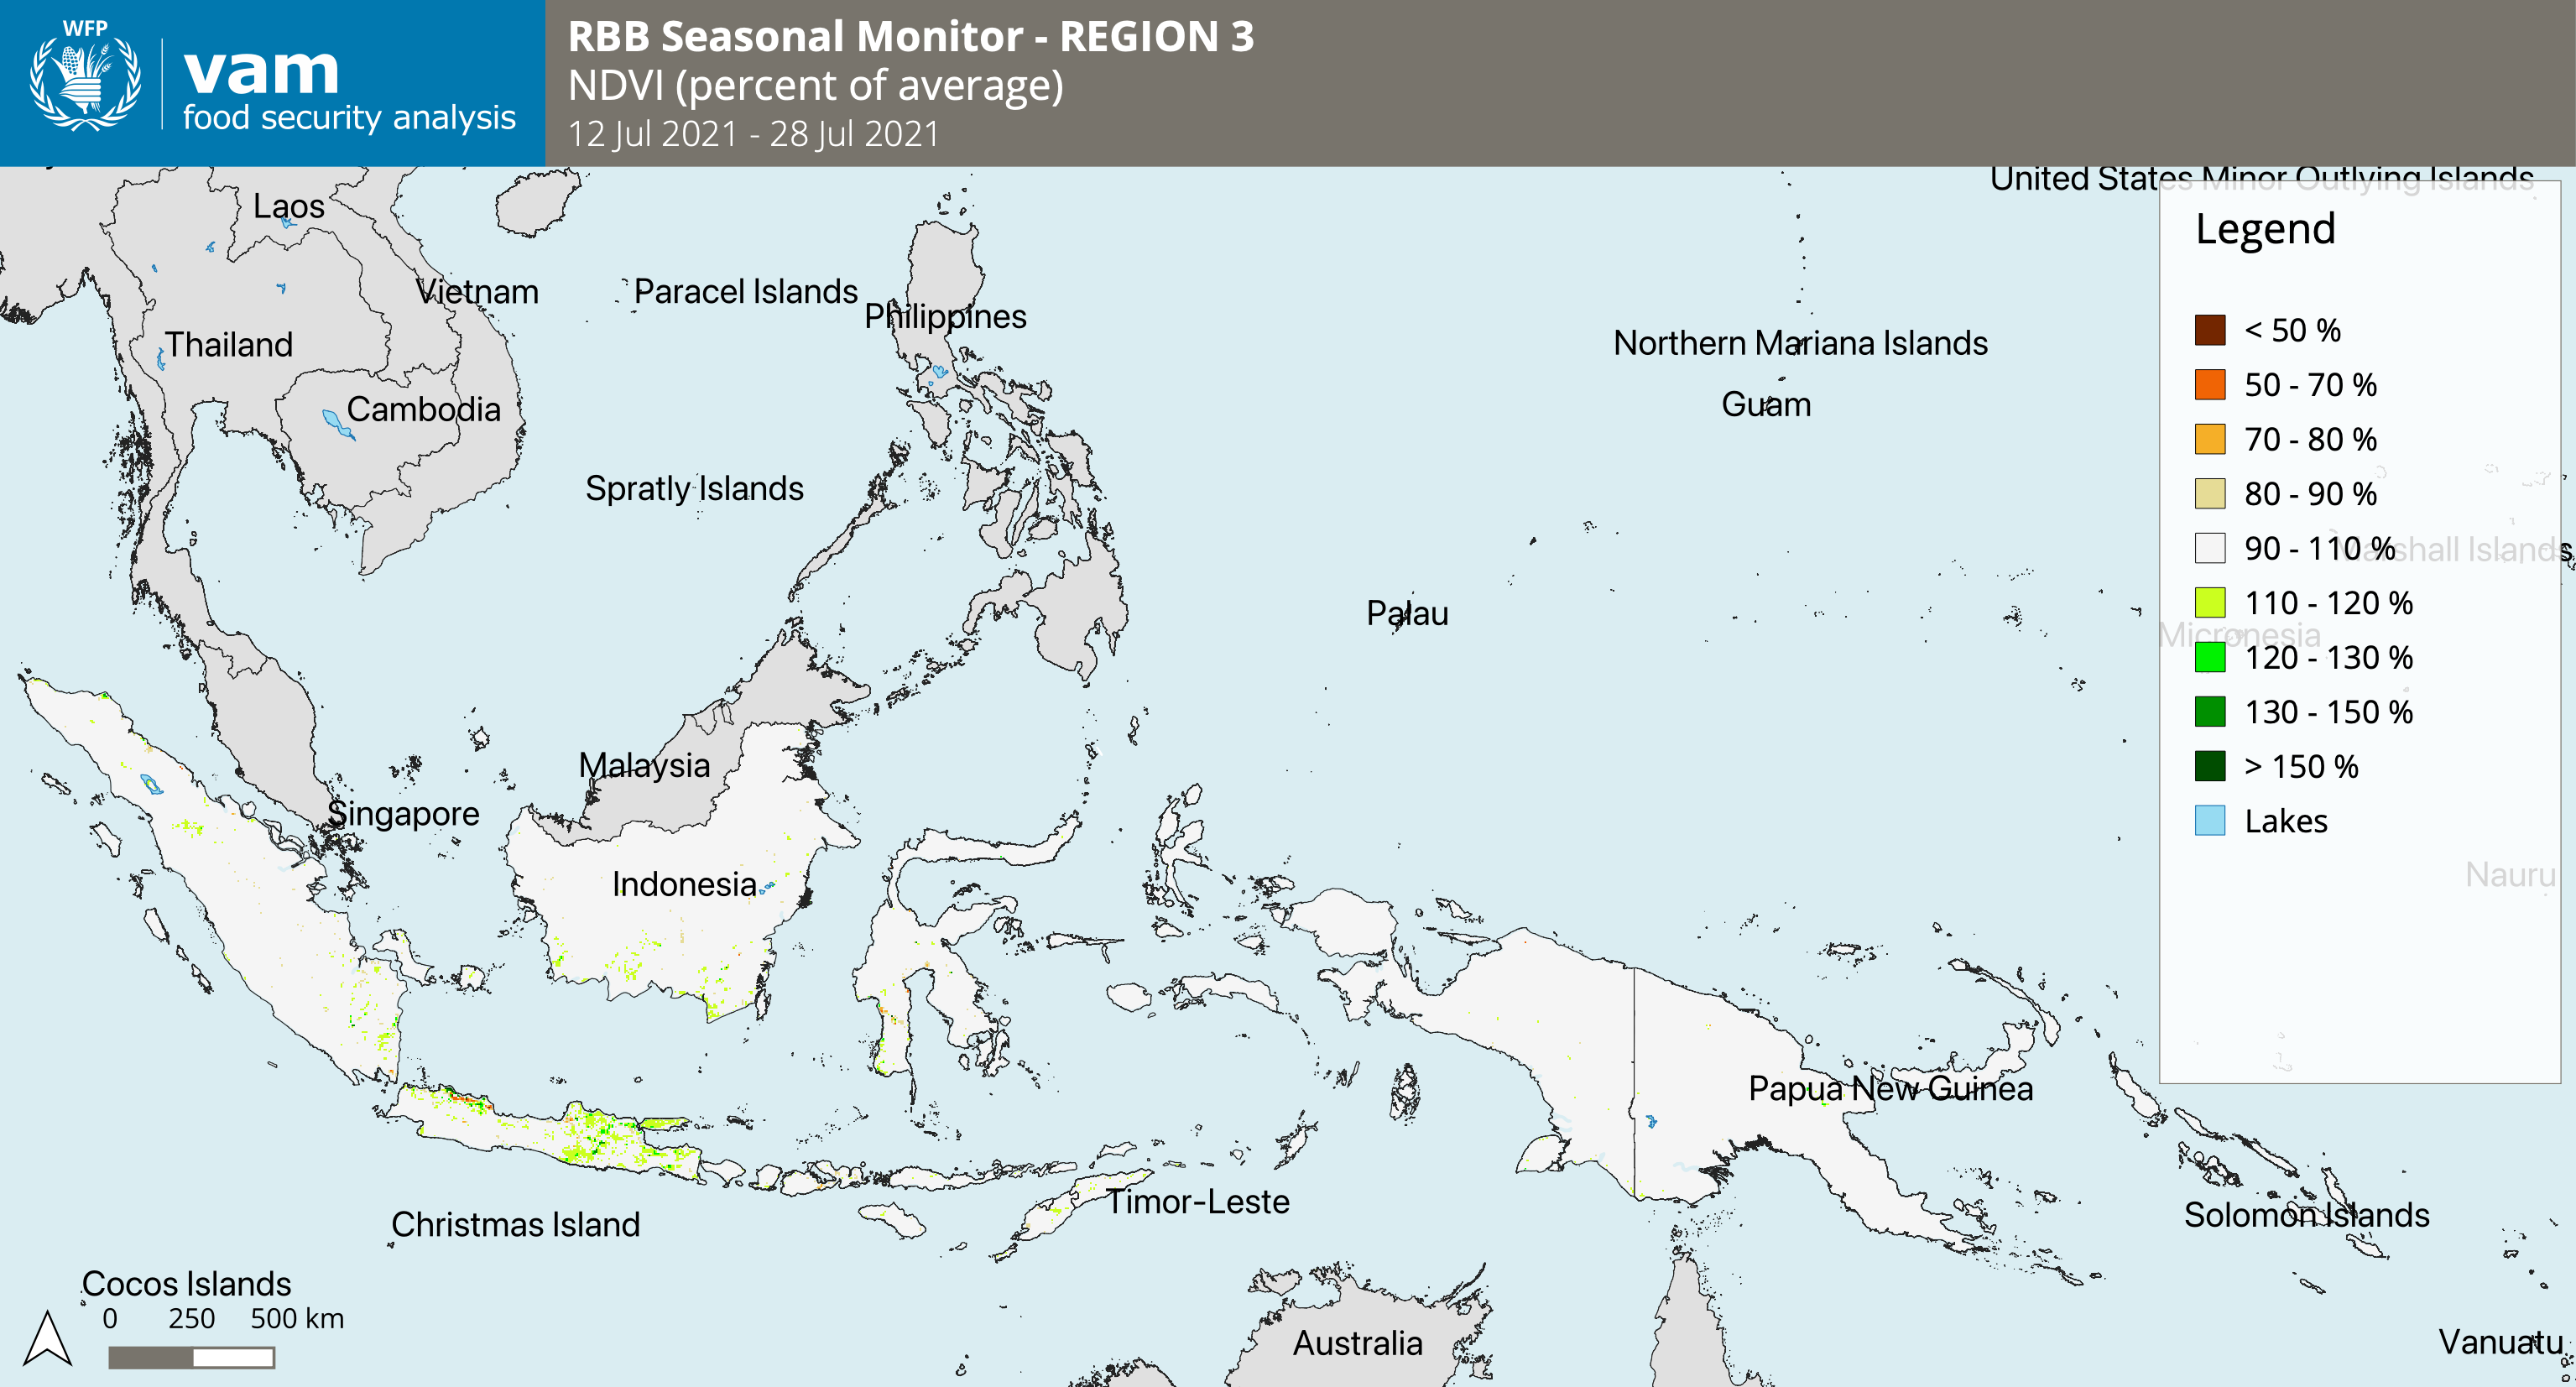 WFP
vam
food security analysis
RBB Seasonal Monitor - REGION 3
NDVI (percent of average)
12 Jul 2021 - 28 Jul 2021
United States Minor Outlying Islands
Laos
Vietnam
Paracel Islands
Philippines
Thailand
Northern Mariana Islands
Guam
Cambodia
Spratly Islands
Palau
Malaysia
Singapore
Indonesia
Papua New Guinea
Timor-Leste
Christmas Island
Solomon Islands
Cocos Islands
Australia
Vanuatu
0 250 500 km
Legend
< 50 %
50 - 70 %
70 - 80 %
80 - 90 %
90 - 110 %
Marshall Islands
110 - 120 %
Micronesia
120 - 130 %
130 - 150 %
> 150 %
Lakes
Nauru